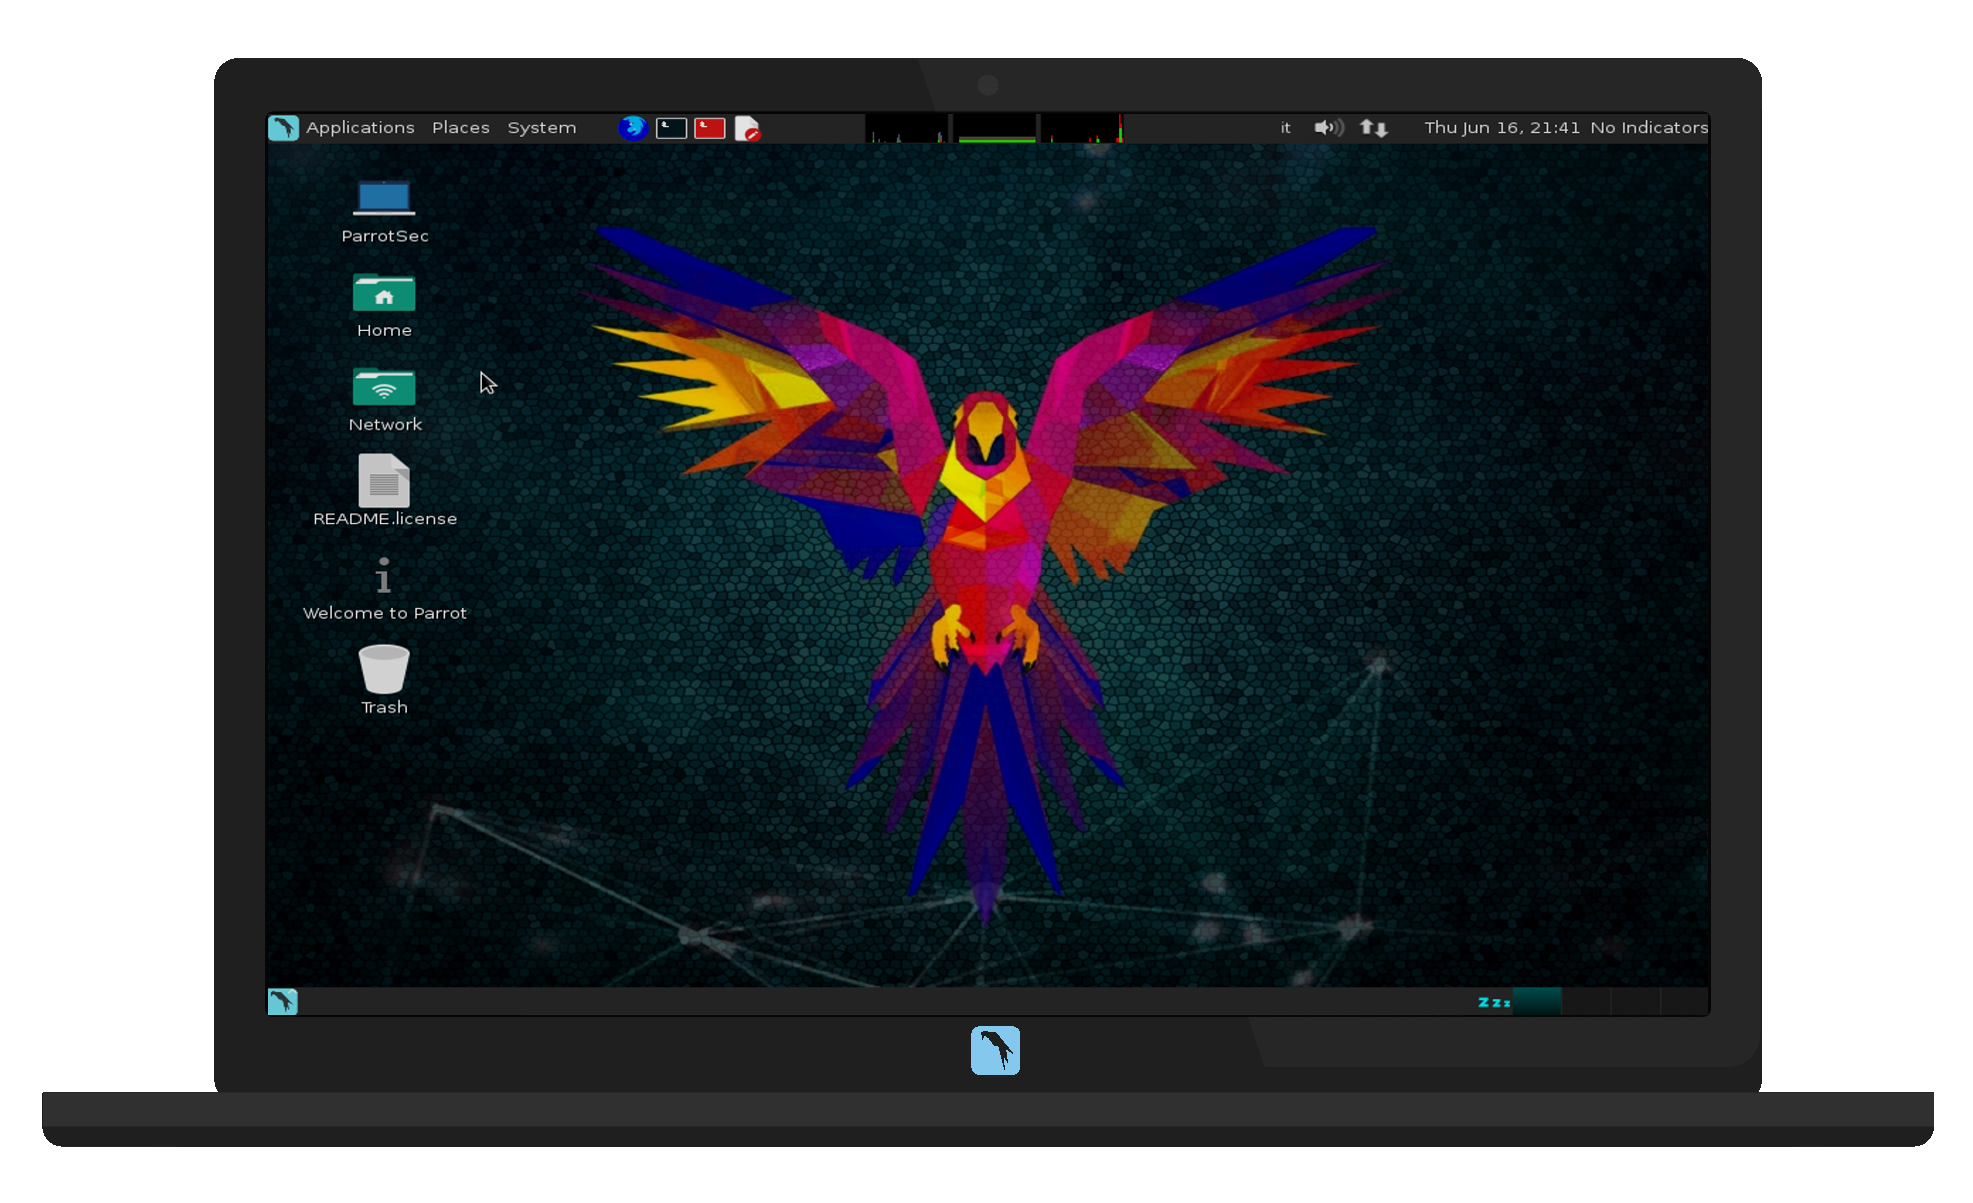 Applications Places System it Thu Jun 16, 21:41 No Indicators
ParrotSec
Home
Network
README.license
i
Welcome to Parrot
Trash
zzz